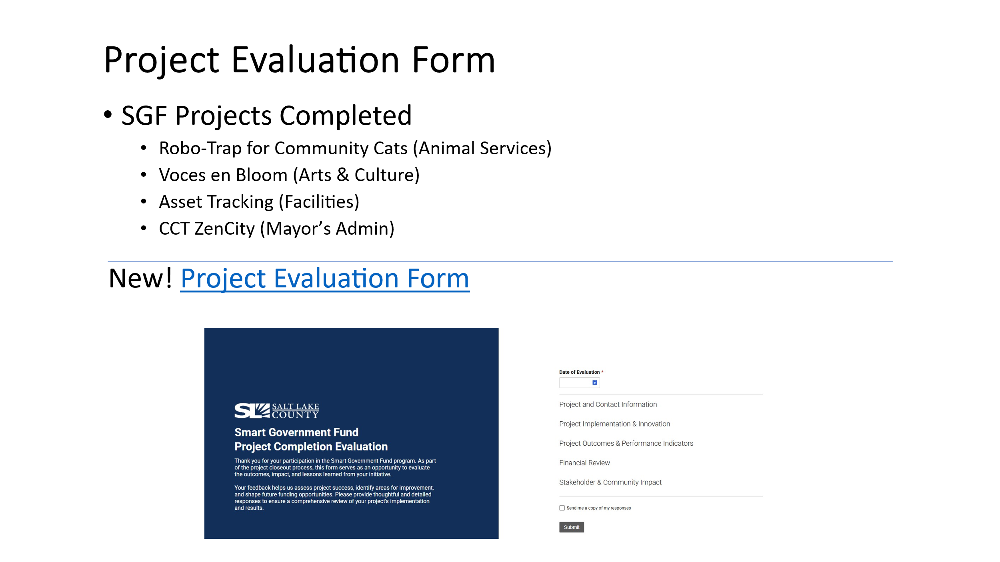 Project Evaluation Form
• SGF Projects Completed
• Robo-Trap for Community Cats (Animal Services)
• Voces en Bloom (Arts & Culture)
• Asset Tracking (Facilities)
• CCT ZenCity (Mayor’s Admin)
New! Project Evaluation Form
SL SALT LAKE
COUNTY
Smart Government Fund
Project Completion Evaluation
Thank you for your participation in the Smart Government Fund program. As part
of the project closeout process, this form serves as an opportunity to evaluate
the outcomes, impact, and lessons learned from your initiative.
Your feedback helps us assess project success, identify areas for improvement,
and shape future funding opportunities. Please provide thoughtful and detailed
responses to ensure a comprehensive review of your project's implementation
and results.
Date of Evaluation *
31
Project and Contact Information
Project Implementation & Innovation
Project Outcomes & Performance Indicators
Financial Review
Stakeholder & Community Impact
Send me a copy of my responses
Submit